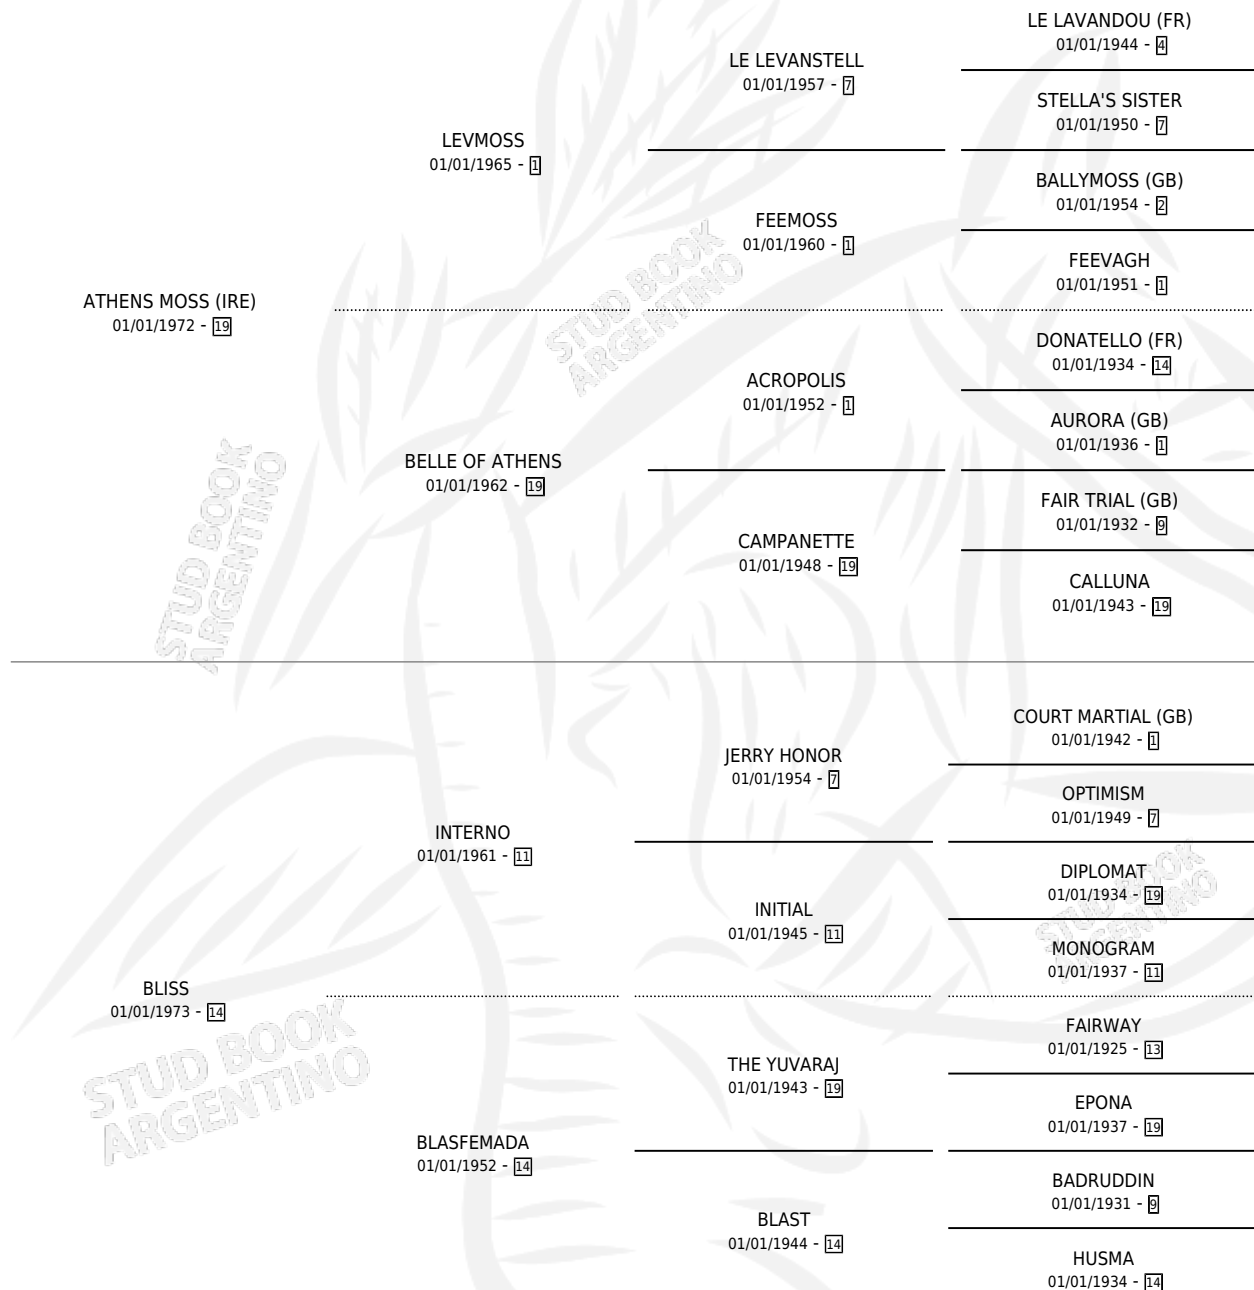 LE LAVANDOU (FR)
01/01/1944 - 4
LE LEVANSTELL
01/01/1957 - 7
STELLA'S SISTER
01/01/1950 - 7
LEVMOSS
01/01/1965 - 1
BALLYMOSS (GB)
01/01/1954 - 2
FEEMOSS
01/01/1960 - 1
FEEVAGH
01/01/1951 - 1
ATHENS MOSS (IRE)
01/01/1972 - 19
DONATELLO (FR)
01/01/1934 - 14
ACROPOLIS
01/01/1952 - 1
AURORA (GB)
01/01/1936 - 1
BELLE OF ATHENS
01/01/1962 - 19
FAIR TRIAL (GB)
01/01/1932 - 9
CAMPANETTE
01/01/1948 - 19
CALLUNA
01/01/1943 - 19
COURT MARTIAL (GB)
01/01/1942 - 1
JERRY HONOR
01/01/1954 - 7
OPTIMISM
01/01/1949 - 7
INTERNO
01/01/1961 - 11
DIPLOMAT
01/01/1934 - 19
INITIAL
01/01/1945 - 11
MONOGRAM
01/01/1937 - 11
BLISS
01/01/1973 - 14
FAIRWAY
01/01/1925 - 13
THE YUVARAJ
01/01/1943 - 19
EPONA
01/01/1937 - 19
BLASFEMADA
01/01/1952 - 14
BADRUDDIN
01/01/1931 - 9
BLAST
01/01/1944 - 14
HUSMA
01/01/1934 - 14
STUD BOOK
ARGENTINO
STUD BOOK
ARGENTINO
STUD BOOK
ARGENTINO
STUD BOOK
ARGENTINO